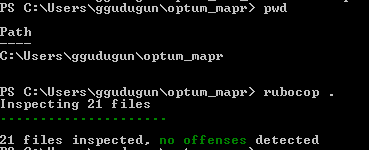 PS C:\Users\ggudugun\optum_mapr> pwd
Path
----
C:\Users\ggudugun\optum_mapr
PS C:\Users\ggudugun\optum_mapr> rubocop .
Inspecting 21 files
.....................
21 files inspected, no offenses detected